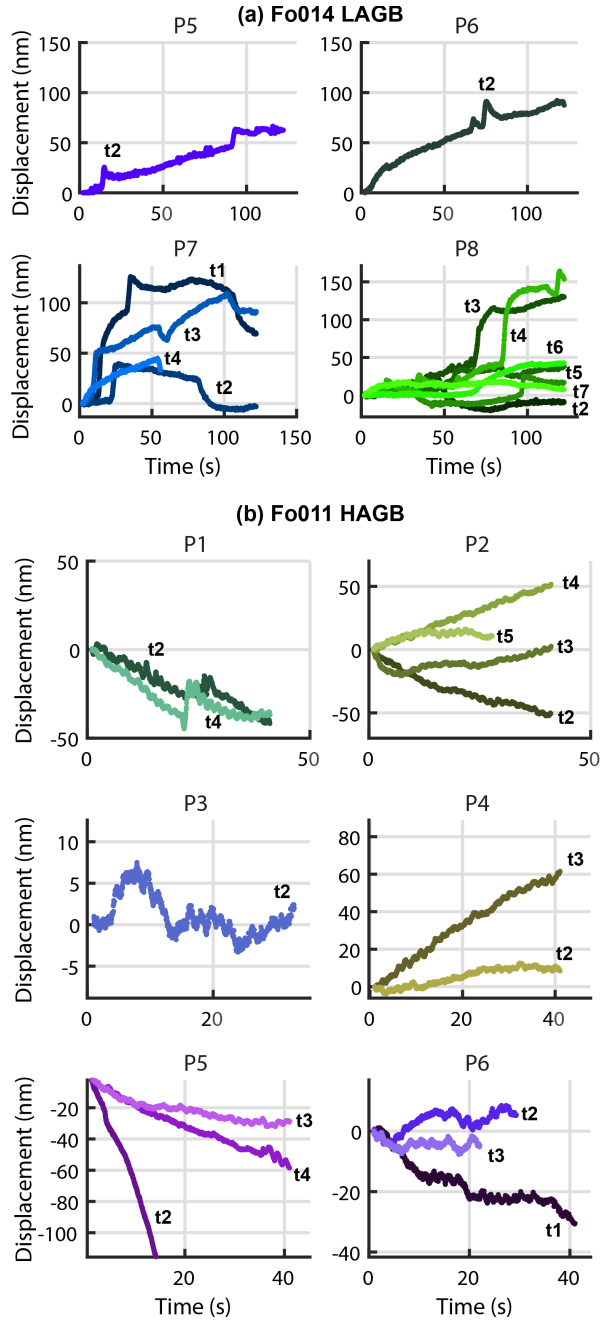 (a) Fo014 LAGB
P5 P6
Displacement (nm)
150
100
50
0
t2
0 50 100
150
100
50
0
t2
0 50 100
P7 P8
Displacement (nm)
100
50
0
t1
t3
t4
t2
0 50 100 150
Time (s)
150
100
50
0
t3
t4
t6
t5
t7
t2
0 50 100
Time (s)
(b) Fo011 HAGB
P1 P2
Displacement (nm)
50
0
-50
t2
t4
0 50
50
0
-50
t4
t5
t3
t2
0 50
P3 P4
Displacement (nm)
10
5
0
-5
t2
0 20
80
60
40
20
0
t3
t2
0 20 40
P5 P6
Displacement (nm)
-20
-40
-60
-80
-100
t3
t4
t2
20 40
Time (s)
0
-20
-40
t2
t3
t1
0 20 40
Time (s)